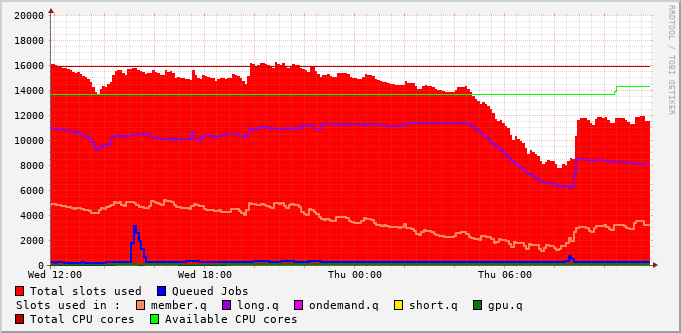 20000
18000
16000
14000
12000
10000
8000
6000
4000
2000
0
Wed 12:00 Wed 18:00 Thu 00:00 Thu 06:00
RRDTOOL / TOBI OETIKER
Total slots used Queued Jobs
Slots used in : member.q long.q ondemand.q short.q gpu.q
Total CPU cores Available CPU cores